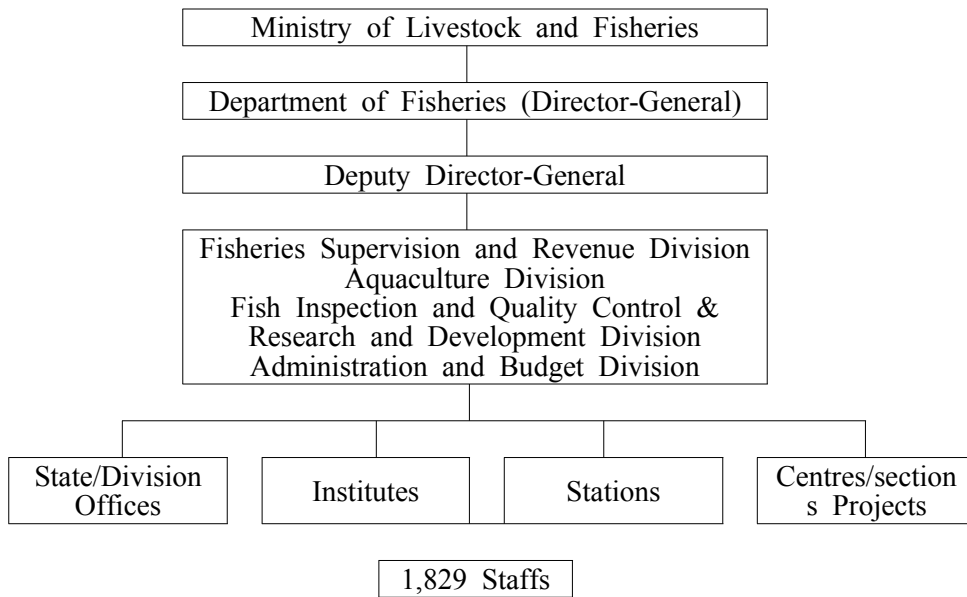 Ministry of Livestock and Fisheries
Department of Fisheries (Director-General)
Deputy Director-General
Fisheries Supervision and Revenue Division
Aquaculture Division
Fish Inspection and Quality Control &
Research and Development Division
Administration and Budget Division
State/Division
Offices
Institutes
Stations
Centres/section
s Projects
1,829 Staffs